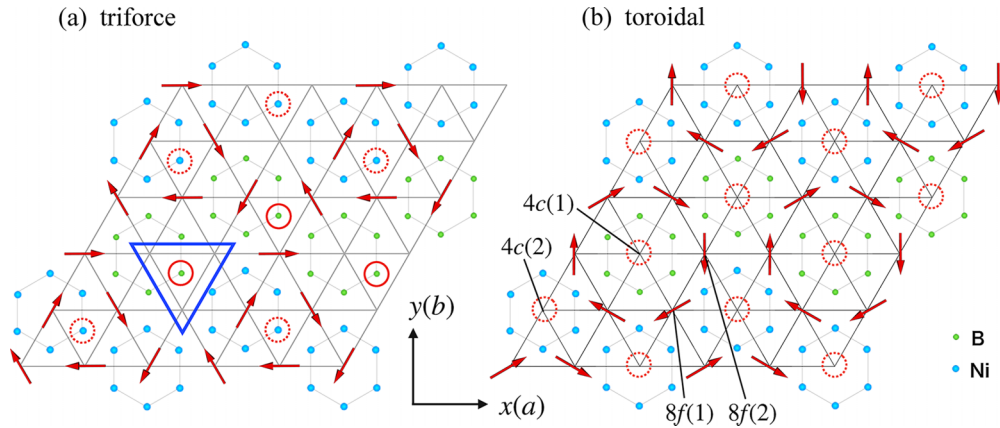 (a) triforce
(b) toroidal
4c(1)
4c(2)
y(b)
x(a)
8f(1)
8f(2)
B
Ni